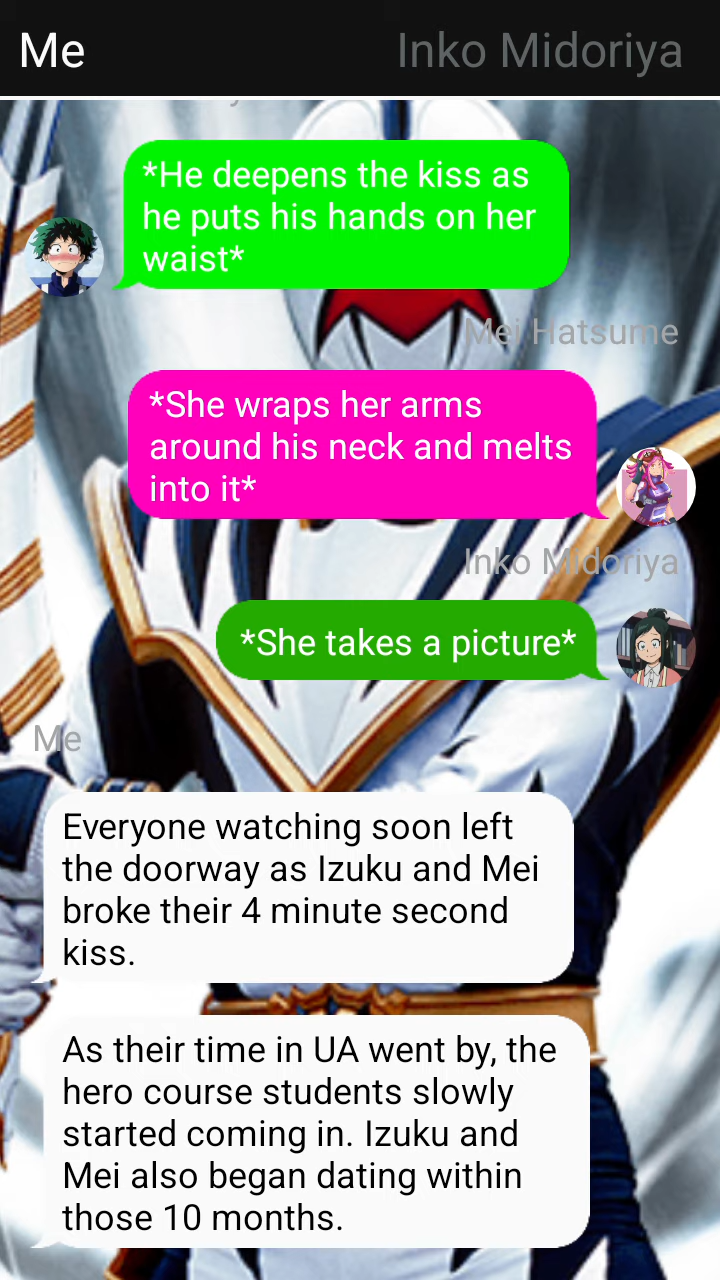 Me
Inko Midoriya
*He deepens the kiss as
he puts his hands on her
waist*
Mei Hatsume
*She wraps her arms
around his neck and melts
into it*
Inko Midoriya
*She takes a picture*
Me
Everyone watching soon left
the doorway as Izuku and Mei
broke their 4 minute second
kiss.
As their time in UA went by, the
hero course students slowly
started coming in. Izuku and
Mei also began dating within
those 10 months.